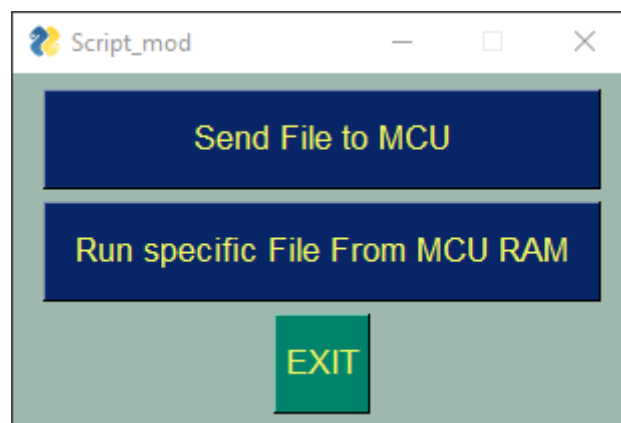 Script_mod
Send File to MCU
Run specific File From MCU RAM
EXIT